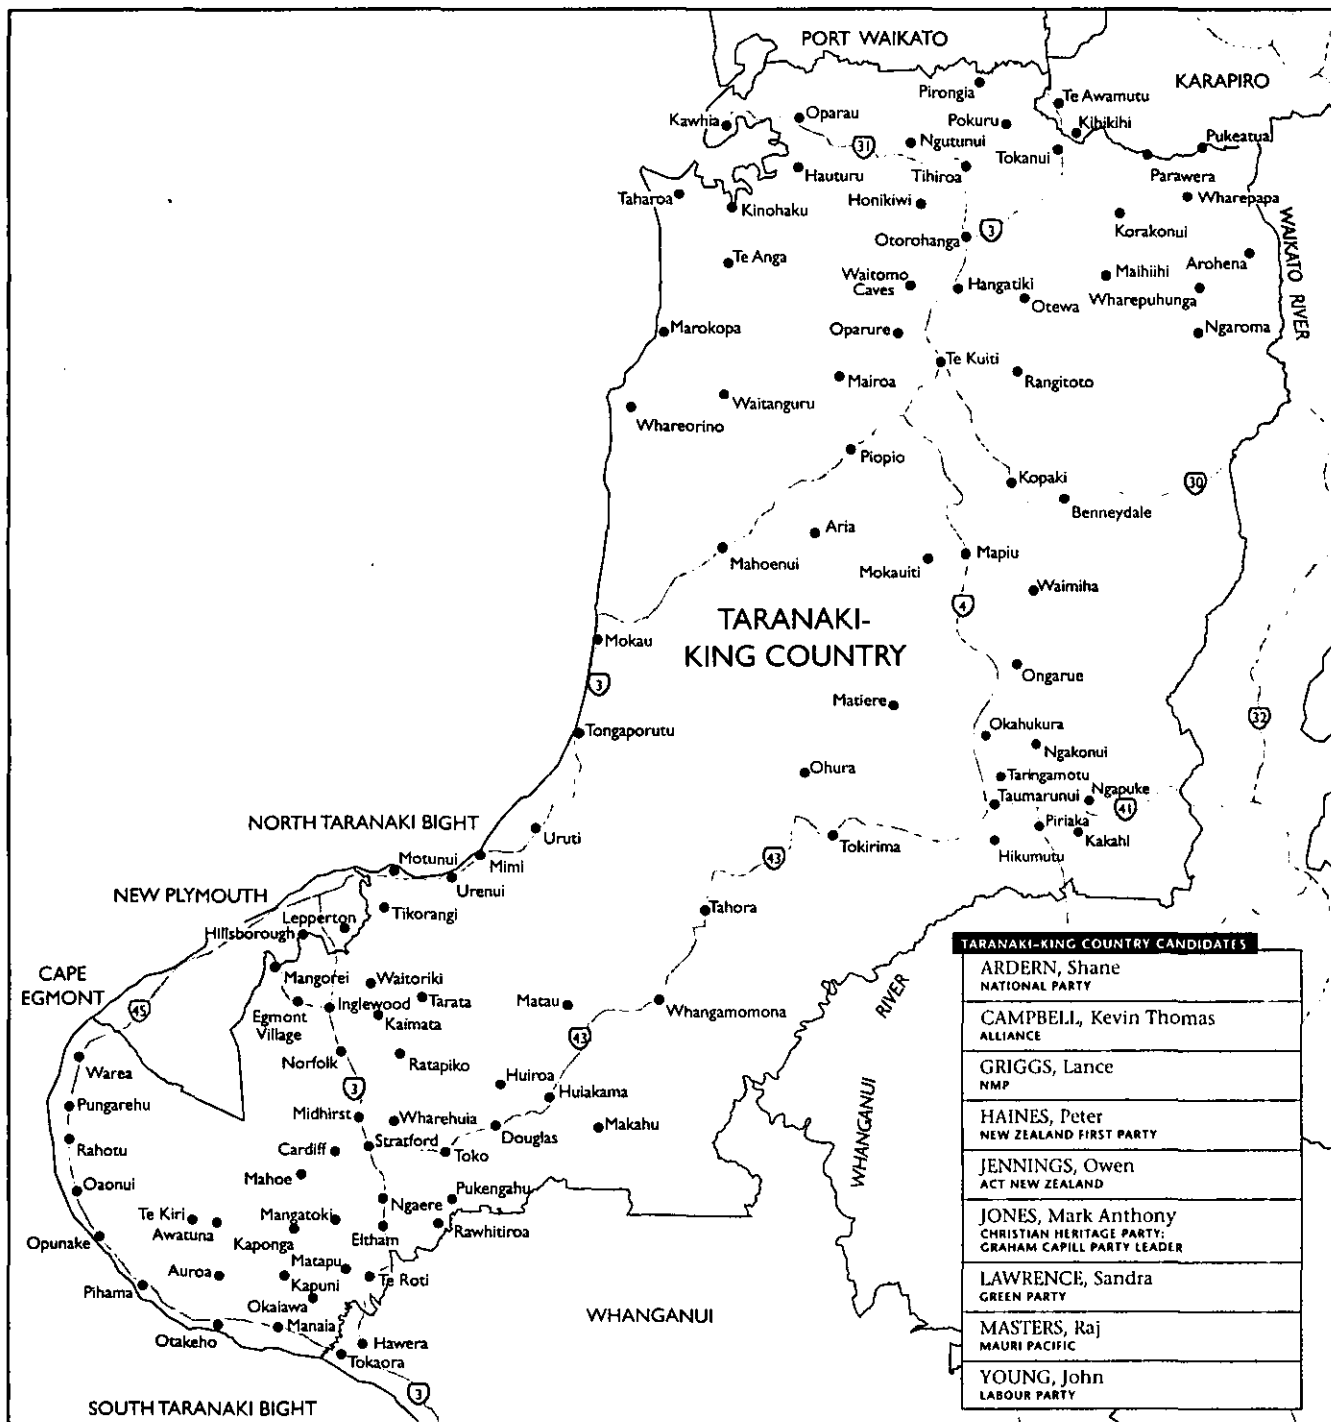 PORT WAIKATO
KARAPIRO
Pirongia
Te Awamutu
Kawhia
Oparau
Pokuru
Kihikihi
31
Ngutunui
Tokanui
Pukeatua
Hauturu
Tihiroa
Parawera
Taharoa
Kinohaku
Honikiwi
Wharepapa
Otorohanga
3
Korakonui
WAIKATO RIVER
Te Anga
Waitomo
Caves
Hangatiki
Otewa
Maihiihi
Arohena
Wharepuhunga
Marokopa
Oparure
Ngaroma
Te Kuiti
Mairoa
Rangitoto
Waitanguru
Whareorino
Piopio
Kopaki
30
Benneydale
Aria
Mahoenui
Mokauiti
Mapiu
Waimiha
4
TARANAKI-
KING COUNTRY
Mokau
Ongarue
3
Matiere
32
Tongaporutu
Okahukura
Ngakonui
Ohura
Taringamotu
Taumarunui
Ngapuke
41
NORTH TARANAKI BIGHT
Uruti
Piriaka
Tokirima
Hikumutu
Kakahl
43
Motunui
Mimi
Urenui
NEW PLYMOUTH
Tikorangi
Tahora
Lepperton
Hillsborough
CAPE
EGMONT
Mangorei
Waitoriki
45
Egmont
Village
Inglewood
Tarata
Kaimata
Matau
Whangamomona
RIVER
43
Norfolk
Ratapiko
Warea
3
Huiroa
Huiakama
Pungarehu
Midhirst
Wharehuia
Makahu
WHANGANUI
Rahotu
Cardiff
Stratford
Toko
Douglas
Mahoe
Oaonui
Ngaere
Pukengahu
Te Kiri
Awatuna
Mangatoki
Kaponga
Eltham
Rawhitiroa
Opunake
Matapu
Auroa
Kapuni
Te Roti
Pihama
Okaiawa
WHANGANUI
Otakeho
Manaia
Hawera
Tokaora
3
SOUTH TARANAKI BIGHT
TARANAKI-KING COUNTRY CANDIDATES
ARDERN, Shane
NATIONAL PARTY
CAMPBELL, Kevin Thomas
ALLIANCE
GRIGGS, Lance
NMP
HAINES, Peter
NEW ZEALAND FIRST PARTY
JENNINGS, Owen
ACT NEW ZEALAND
JONES, Mark Anthony
CHRISTIAN HERITAGE PARTY:
GRAHAM CAPILL PARTY LEADER
LAWRENCE, Sandra
GREEN PARTY
MASTERS, Raj
MAURI PACIFIC
YOUNG, John
LABOUR PARTY